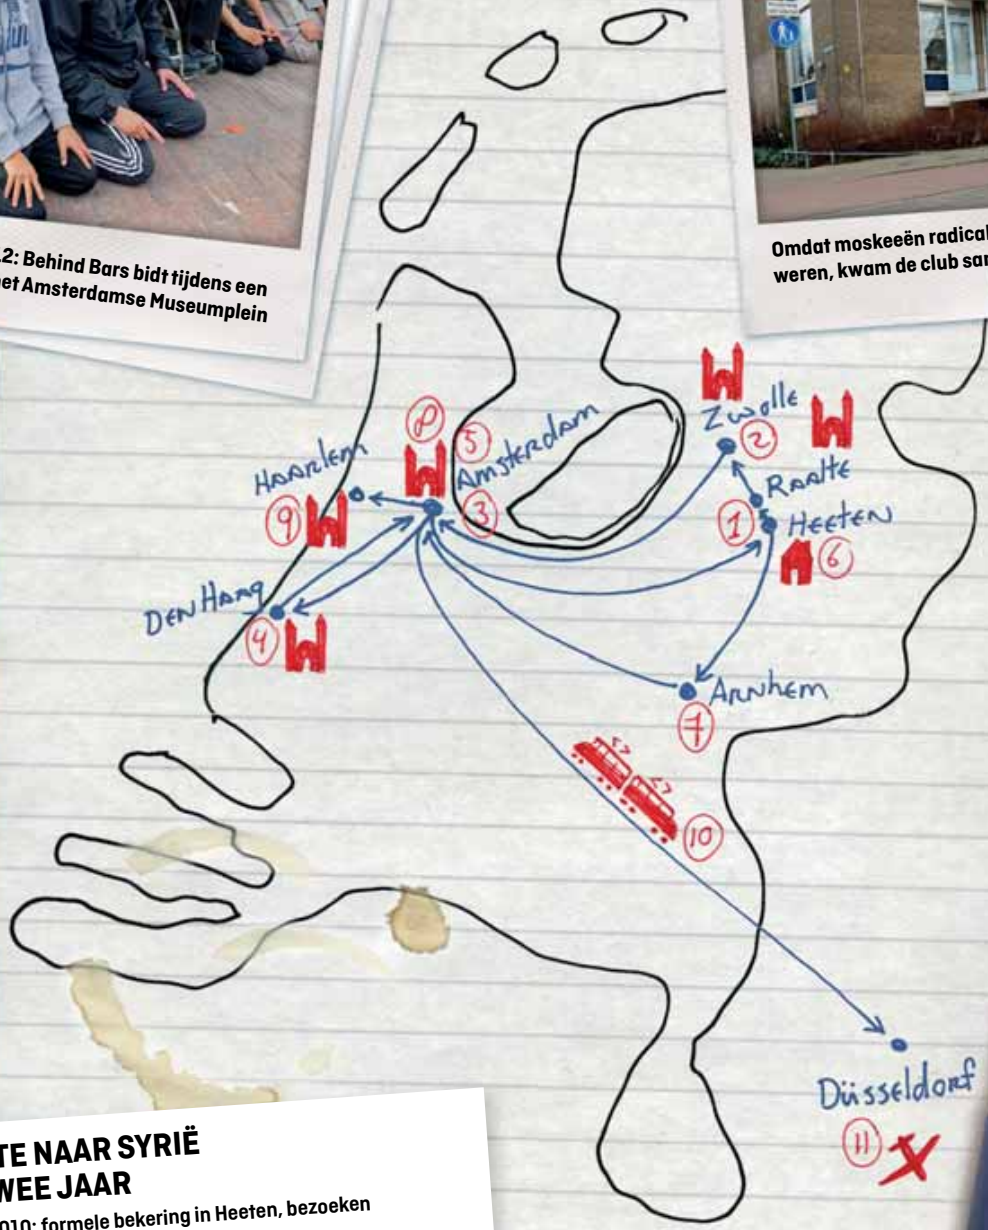 2: Behind Bars bidt tijdens een
et Amsterdamse Museumplein
Omdat moskeeën radical
weren, kwam de club sa
Zwolle
2
Raalte
1
Heeten
6
8
5
Amsterdam
3
Haarlem
9
Den Haag
4
Arnhem
7
10
Düsseldorf
11
TE NAAR SYRIË
WEE JAAR
010: formele bekering in Heeten, bezoeken